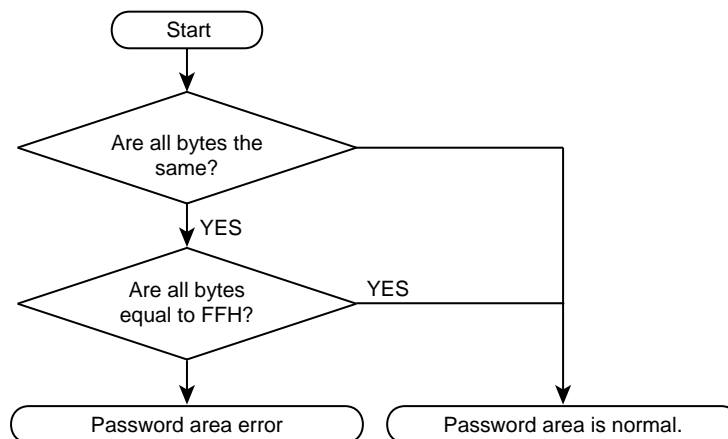 Start
Are all bytes the
same?
YES
Are all bytes
equal to FFH?
YES
Password area error
Password area is normal.